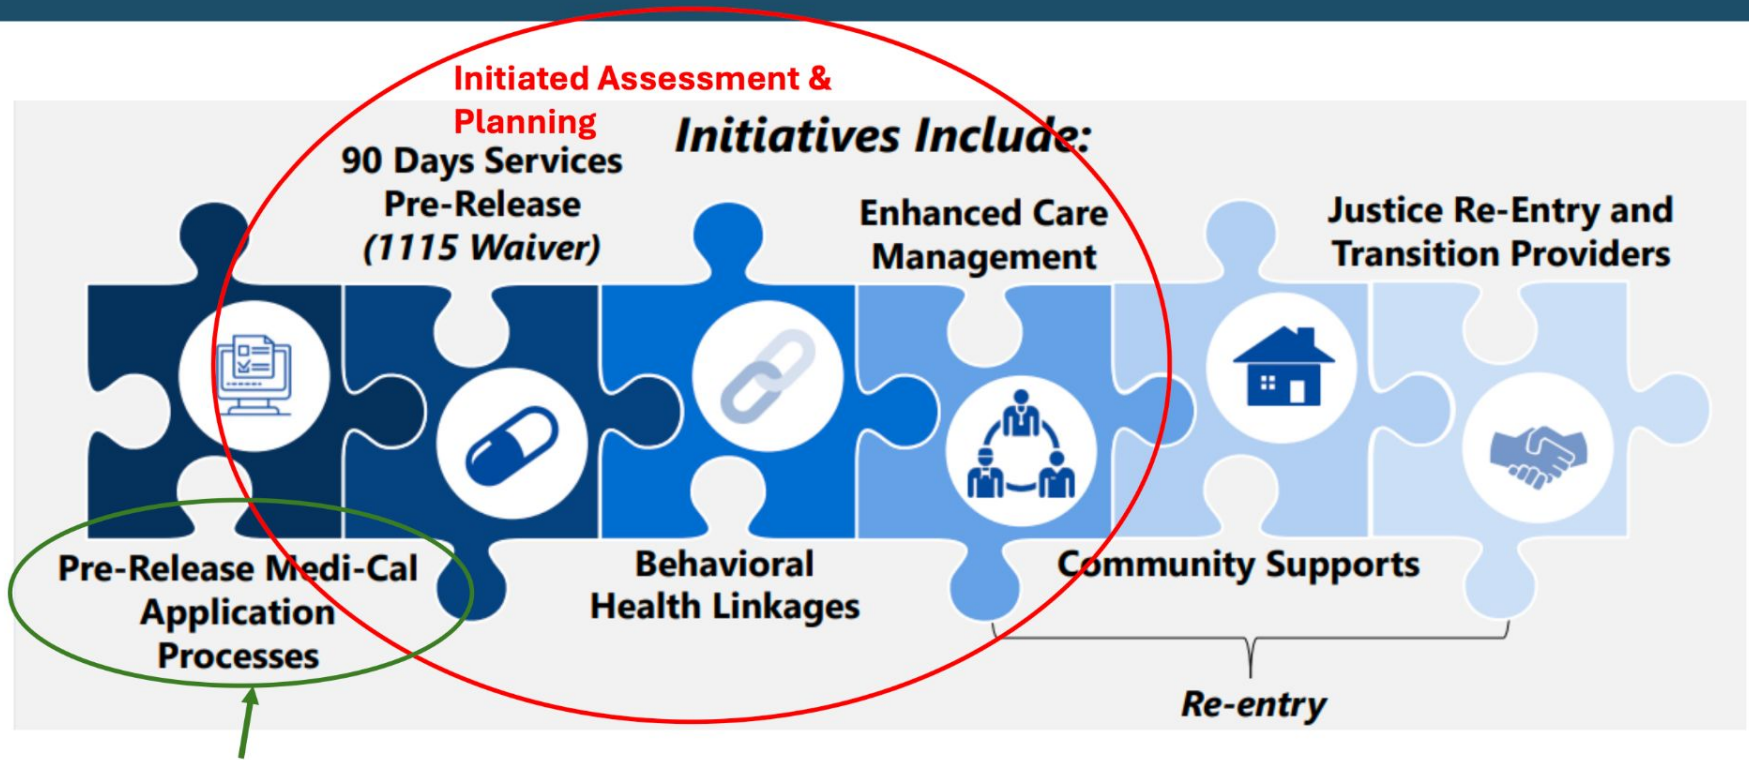 Initiated Assessment &
Planning
Initiatives Include:
90 Days Services
Pre-Release
(1115 Waiver)
Enhanced Care
Management
Justice Re-Entry and
Transition Providers
Pre-Release Medi-Cal
Application
Processes
Behavioral
Health Linkages
Community Supports
Re-entry